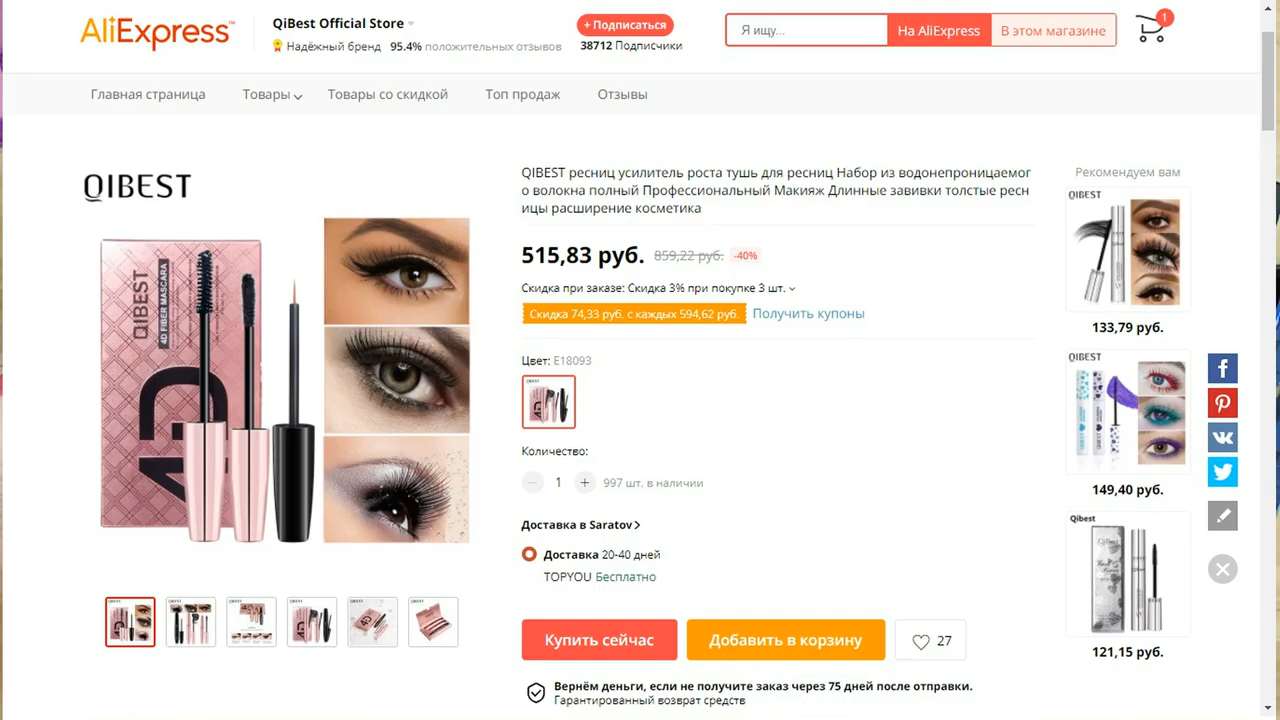 AliExpress™
QiBest Official Store
Надёжный бренд 95.4% положительных отзывов
+ Подписаться
38712 Подписчики
Я ищу...
На AliExpress
В этом магазине
1
Главная страница
Товары
Товары со скидкой
Топ продаж
Отзывы
QIBEST
QIBEST
4D FIBER MASCARA
4D
QIBEST ресниц усилитель роста тушь для ресниц Набор из водонепроницаемог
о волокна полный Профессиональный Макияж Длинные завивки толстые ресн
ицы расширение косметика
515,83 руб. 859,22 руб. -40%
Скидка при заказе: Скидка 3% при покупке 3 шт.
Скидка 74,33 руб. с каждых 594,62 руб. Получить купоны
Цвет: E18093
Количество:
1
997 шт. в наличии
Доставка в Saratov
Доставка 20-40 дней
TOPYOU Бесплатно
Купить сейчас
Добавить в корзину
27
Вернём деньги, если не получите заказ через 75 дней после отправки.
Гарантированный возврат средств
Рекомендуем вам
QIBEST
133,79 руб.
QIBEST
149,40 руб.
Qibest
121,15 руб.